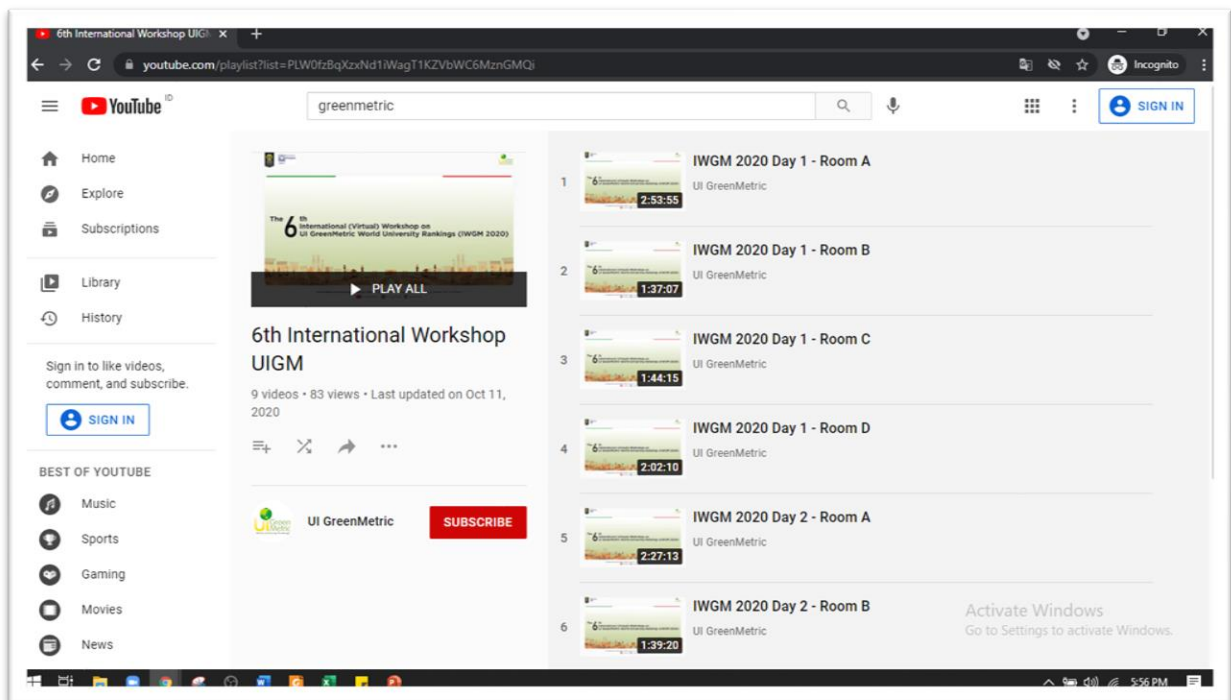 6th International Workshop UIGM
youtube.com/playlist?list=PLW0fzBqXzxNd1iWagT1KZVbWC6MznGMQi
Incognito
YouTube ID
greenmetric
SIGN IN
Home
Explore
Subscriptions
Library
History
Sign in to like videos,
comment, and subscribe.
SIGN IN
BEST OF YOUTUBE
Music
Sports
Gaming
Movies
News
The 6th
International (Virtual) Workshop on
UI GreenMetric World University Rankings (IWGM 2020)
PLAY ALL
6th International Workshop
UIGM
9 videos • 83 views • Last updated on Oct 11,
2020
UI GreenMetric
SUBSCRIBE
1
2:53:55
IWGM 2020 Day 1 - Room A
UI GreenMetric
2
1:37:07
IWGM 2020 Day 1 - Room B
UI GreenMetric
3
1:44:15
IWGM 2020 Day 1 - Room C
UI GreenMetric
4
2:02:10
IWGM 2020 Day 1 - Room D
UI GreenMetric
5
2:27:13
IWGM 2020 Day 2 - Room A
UI GreenMetric
6
1:39:20
IWGM 2020 Day 2 - Room B
UI GreenMetric
Activate Windows
Go to Settings to activate Windows.
5:56 PM